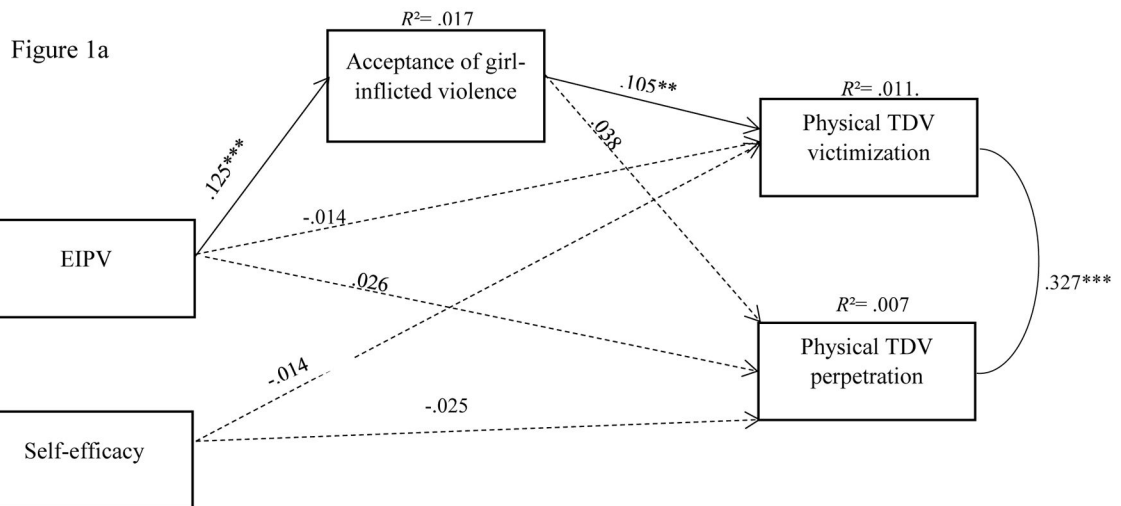 Figure 1a
R²= .017
Acceptance of girl-
inflicted violence
.125***
.105**
.038
R²= .011.
Physical TDV
victimization
-.014
EIPV
.026
.327***
R²= .007
Physical TDV
perpetration
-.014
-.025
Self-efficacy